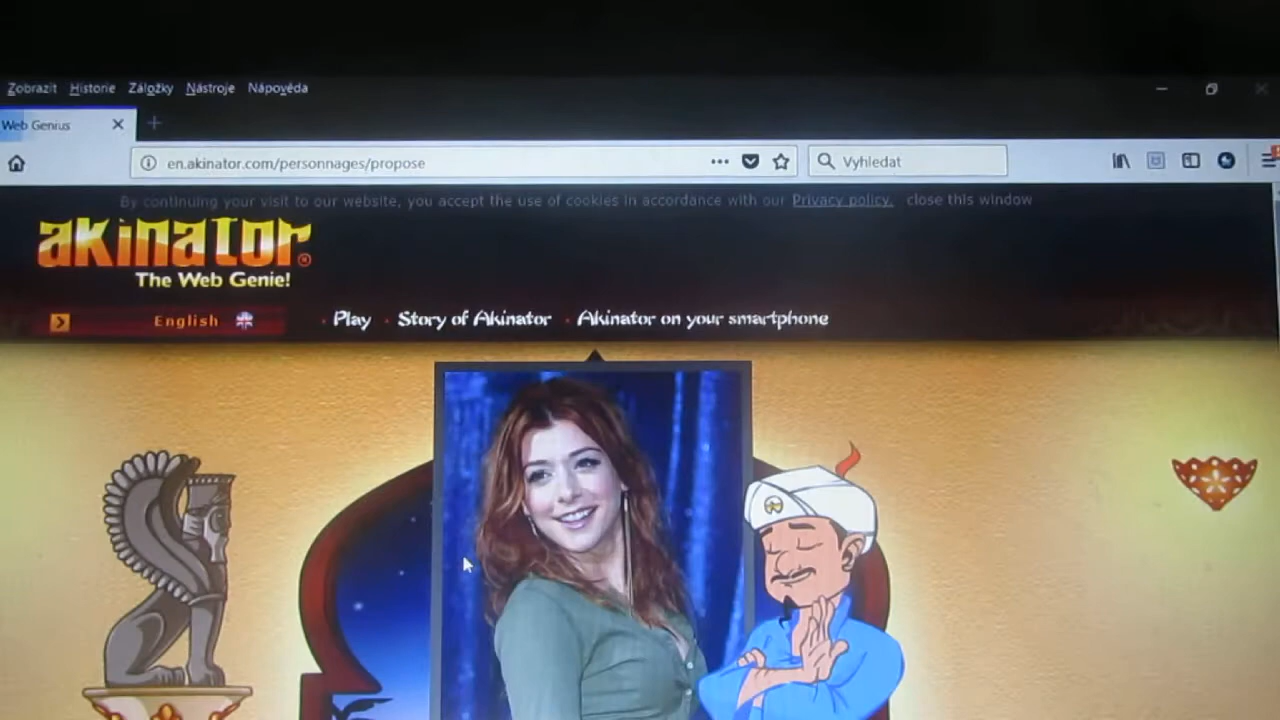 Zobrazit Historie Záložky Nástroje Nápověda
Web Genius
en.akinator.com/personnages/propose
Vyhledat
By continuing your visit to our website, you accept the use of cookies in accordance with our Privacy policy. close this window
akinator®
The Web Genie!
English
Play Story of Akinator Akinator on your smartphone